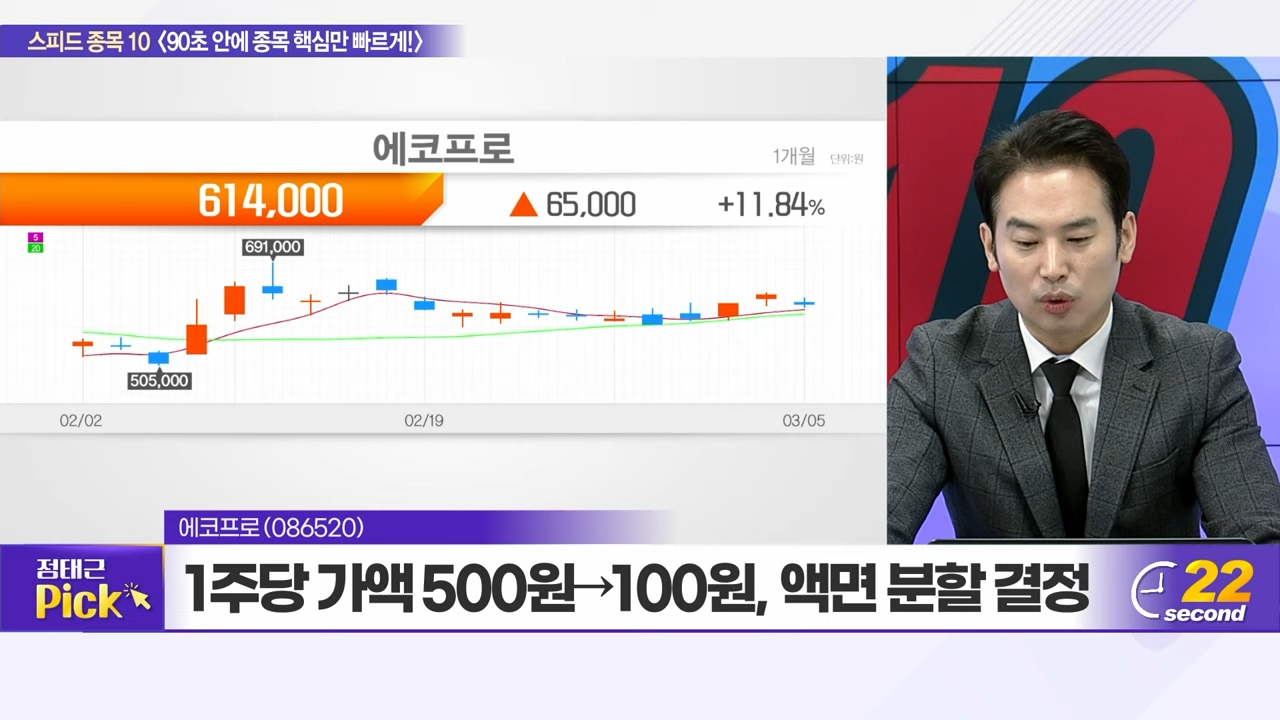 스피드 종목 10 〈90초 안에 종목 핵심만 빠르게!〉
에코프로
1개월 단위:원
614,000 ▲ 65,000 +11.84%
5
20
691,000
505,000
02/02 02/19 03/05
에코프로(086520)
정태근
Pick
1주당 가액 500원→100원, 액면 분할 결정
22
second
10